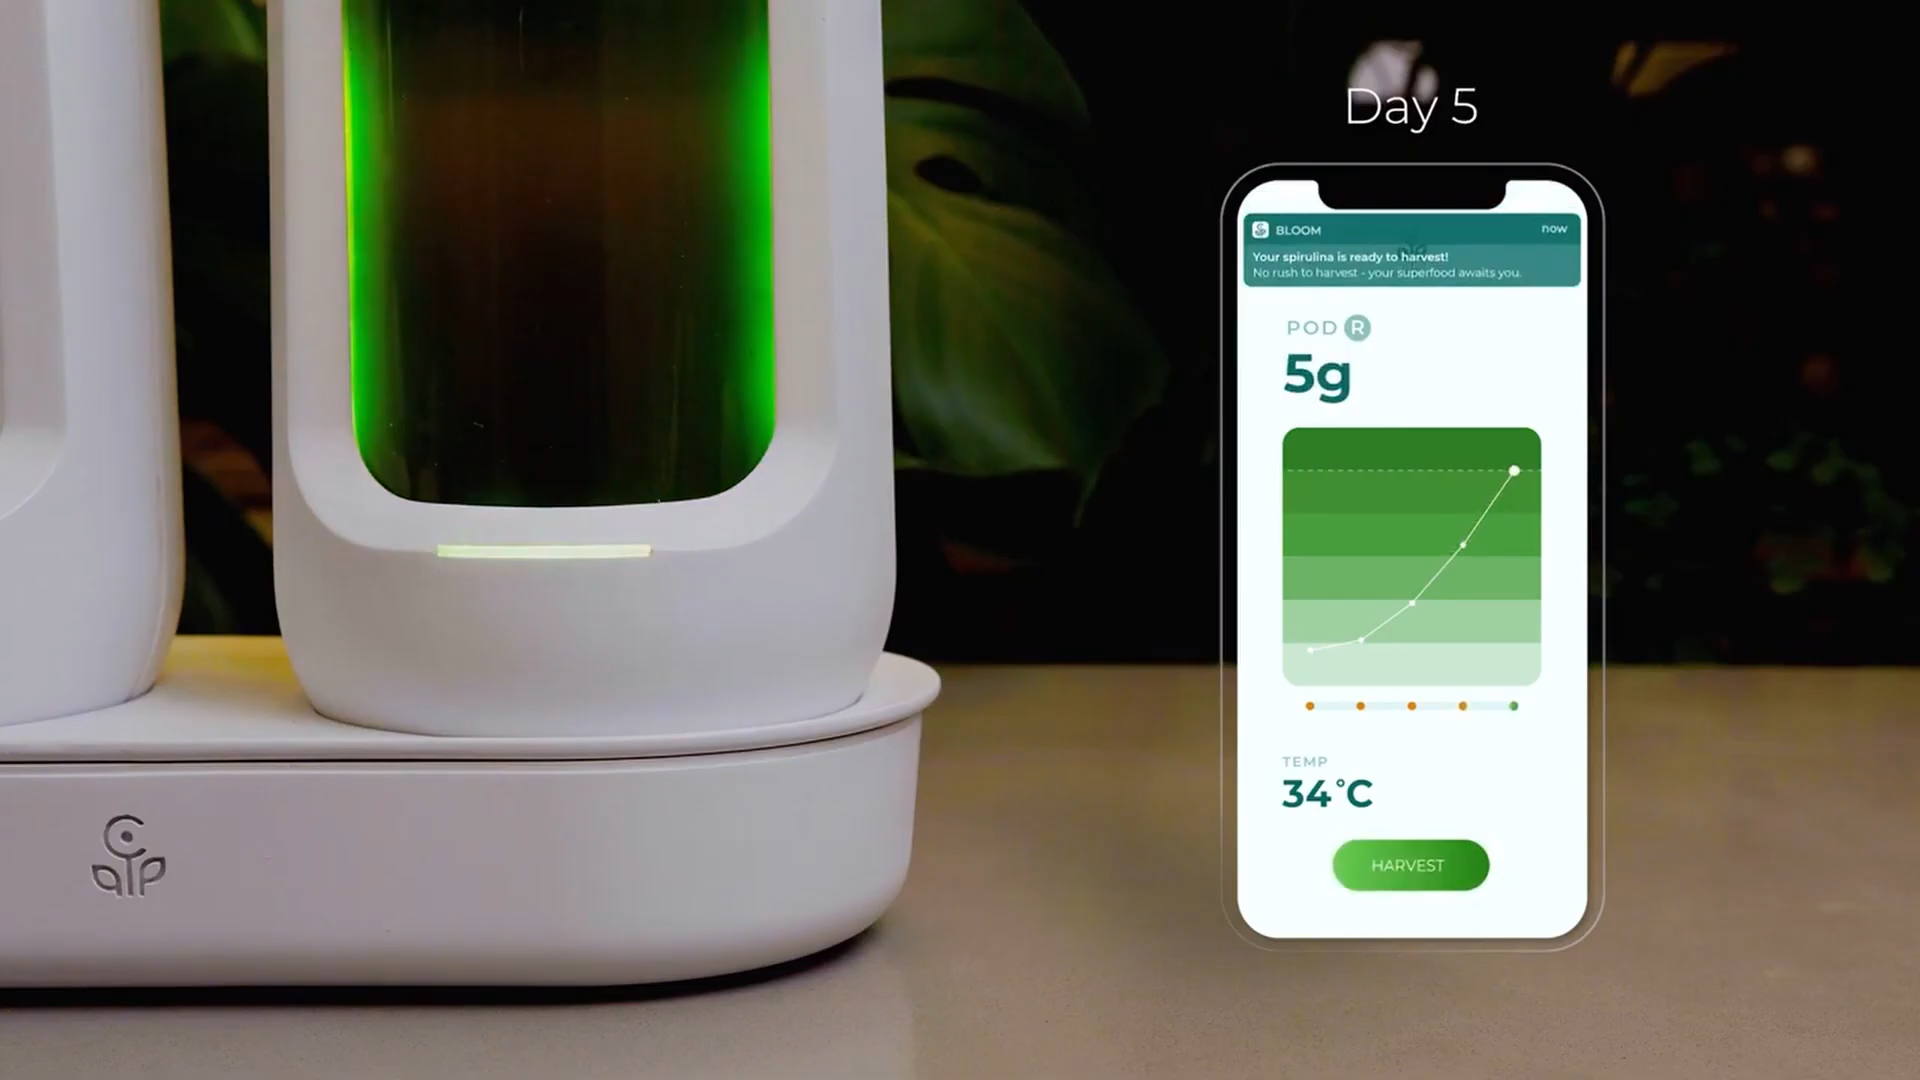 Day 5
BLOOM
now
Your spirulina is ready to harvest!
No rush to harvest - your superfood awaits you.
POD R
5g
TEMP
34°C
HARVEST